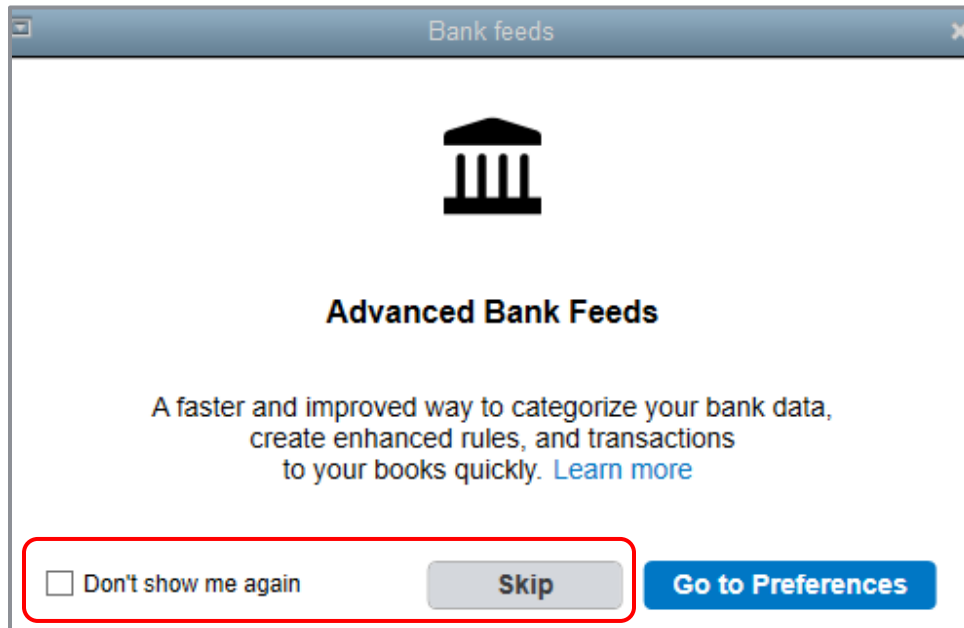 Bank feeds
Advanced Bank Feeds
A faster and improved way to categorize your bank data,
create enhanced rules, and transactions
to your books quickly. Learn more
Don't show me again
Skip
Go to Preferences